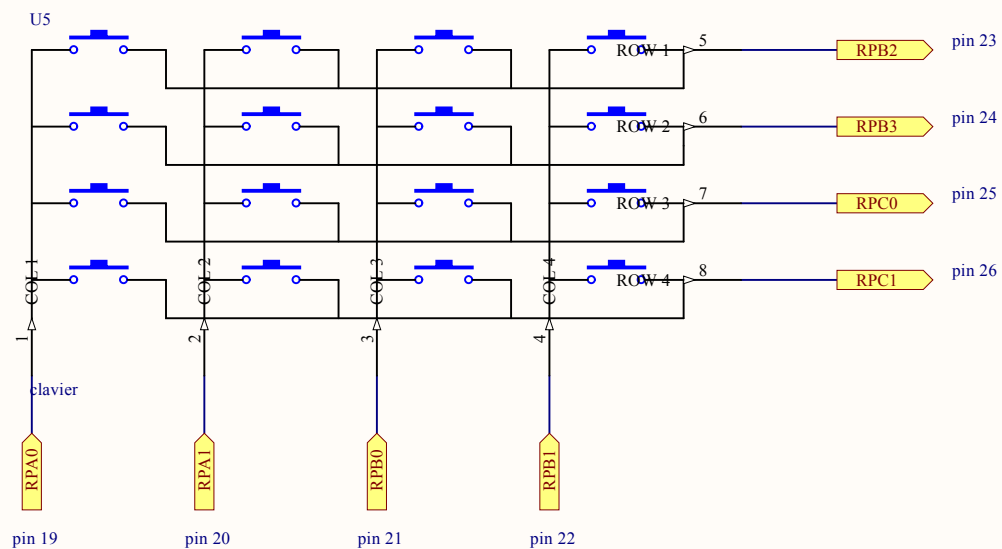 U5
ROW 1 5 RPB2 pin 23
ROW 2 6 RPB3 pin 24
ROW 3 7 RPC0 pin 25
ROW 4 8 RPC1 pin 26
COL 1 COL 2 COL 3 COL 4
1 2 3 4
clavier
RPA0 RPA1 RPB0 RPB1
pin 19 pin 20 pin 21 pin 22